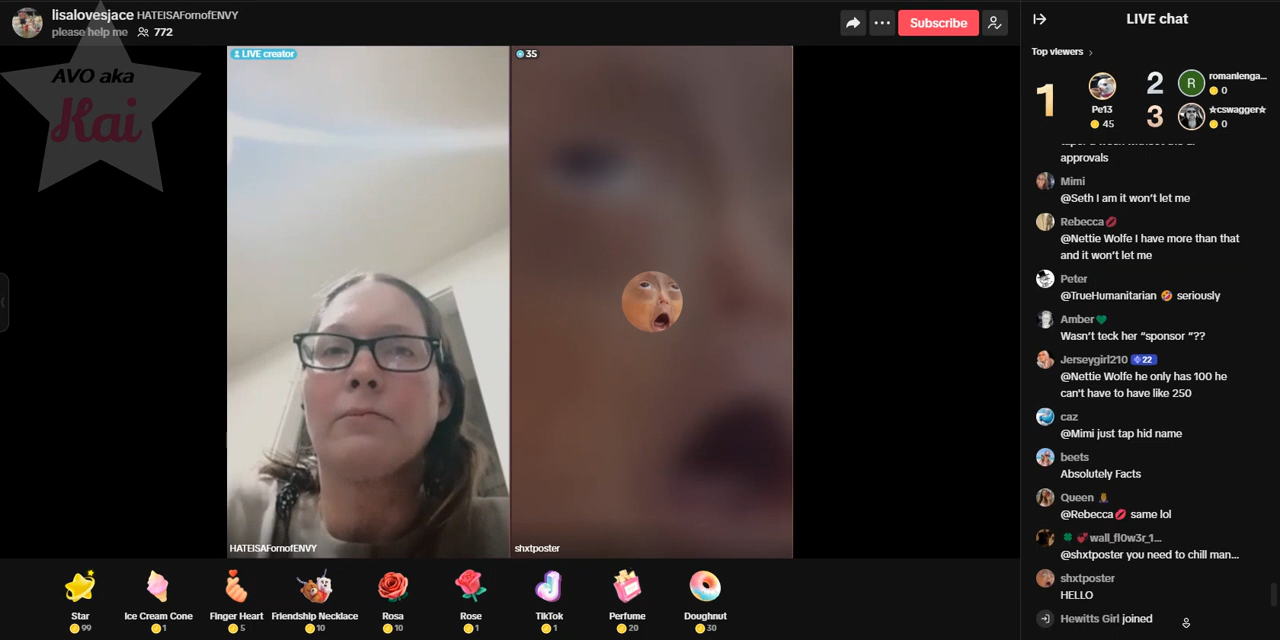 lisalovesjace HATEISAFornofENVY
please help me 772
Subscribe
AVO aka
Kai
LIVE creator
35
HATEISAFornofENVY
shxtposter
Star
99
Ice Cream Cone
1
Finger Heart
5
Friendship Necklace
10
Rosa
10
Rose
1
TikTok
1
Perfume
20
Doughnut
30
LIVE chat
Top viewers
1
Pe13
45
2
R
romanlenga...
0
3
☆cswagger☆
0
approvals
Mimi
@Seth I am it won't let me
Rebecca💋
@Nettie Wolfe I have more than that
and it won't let me
Peter
@TrueHumanitarian 🤣 seriously
Amber💚
Wasn't teck her “sponsor “??
Jerseygirl210 22
@Nettie Wolfe he only has 100 he
can't have to have like 250
caz
@Mimi just tap hid name
beets
Absolutely Facts
Queen
@Rebecca💋 same lol
🍀 💞wall_fl0w3r_1...
@shxtposter you need to chill man...
shxtposter
HELLO
Hewitts Girl joined